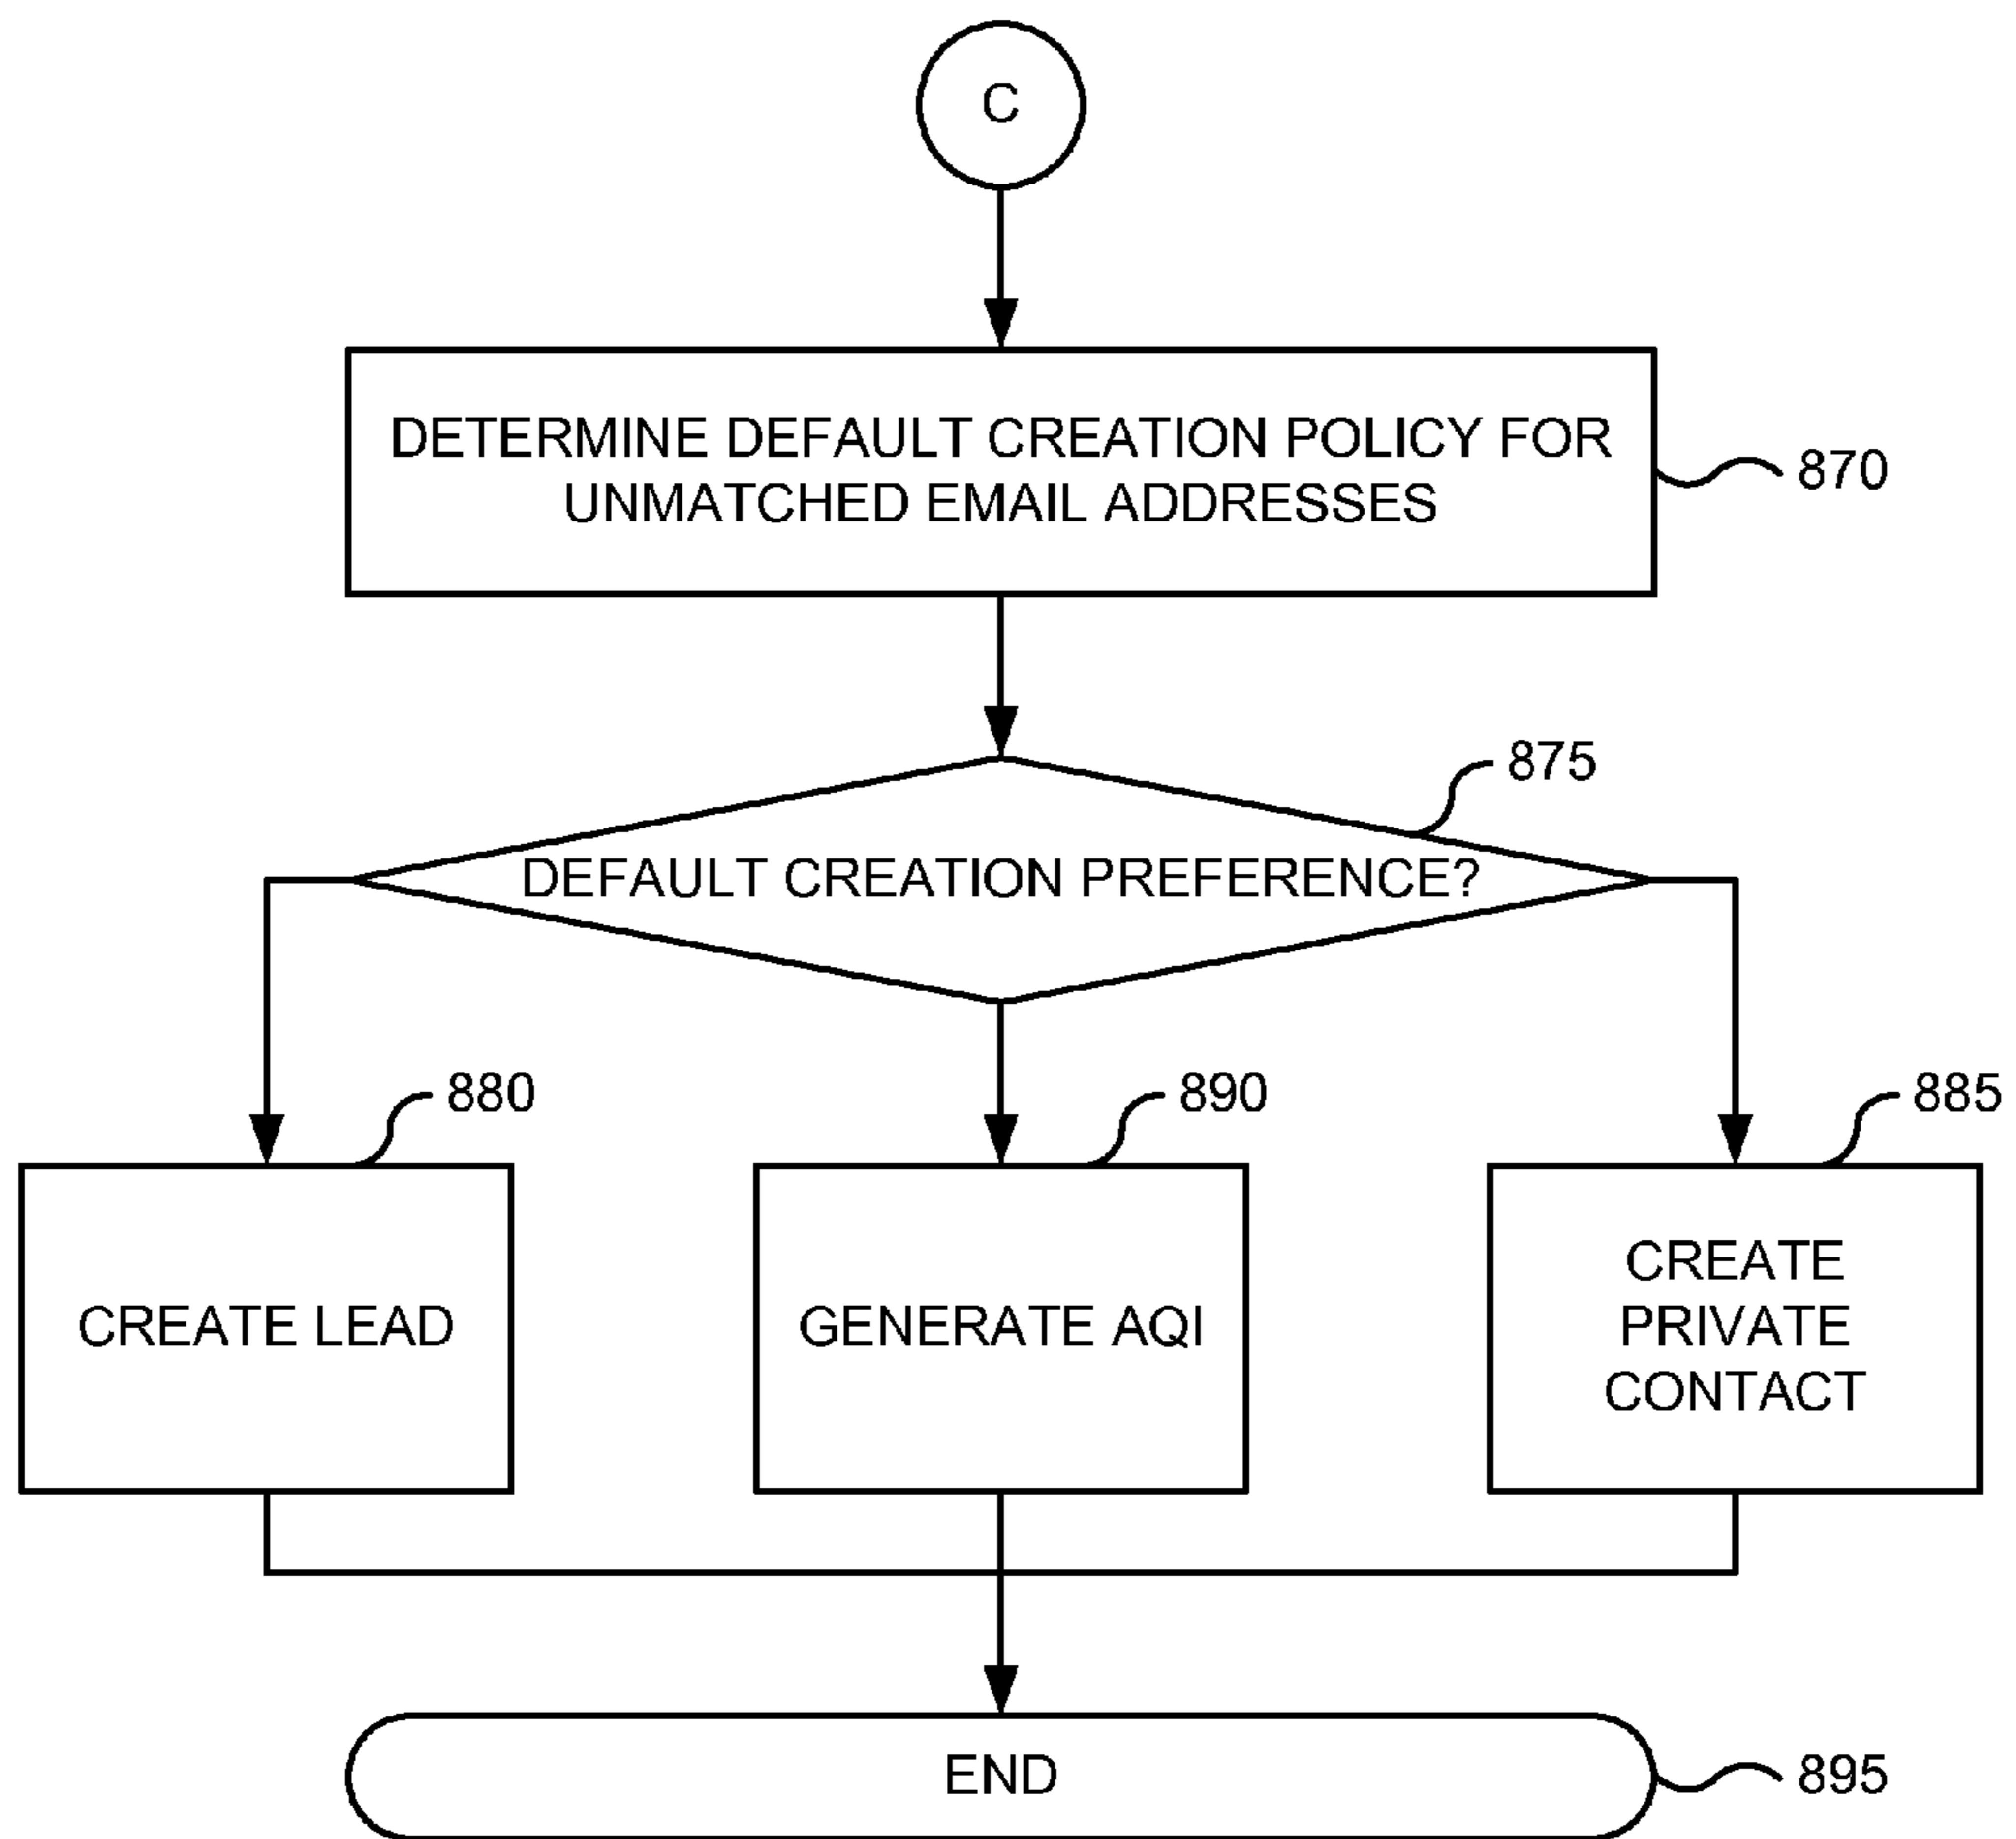 C
DETERMINE DEFAULT CREATION POLICY FOR
UNMATCHED EMAIL ADDRESSES
870
875
DEFAULT CREATION PREFERENCE?
880
890
885
CREATE LEAD
GENERATE AQI
CREATE
PRIVATE
CONTACT
END
895